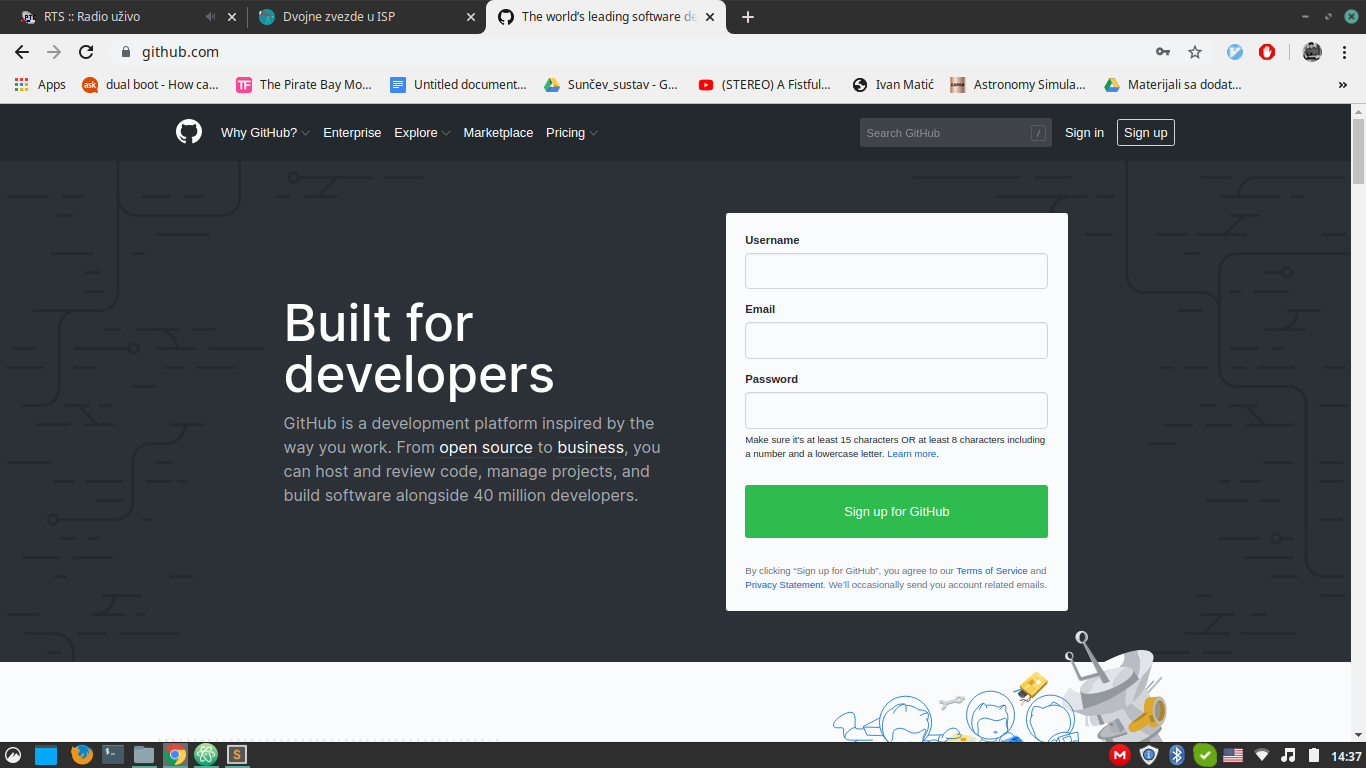 RTS :: Radio uživo
Dvojne zvezde u ISP
The world's leading software de
github.com
Apps
dual boot - How ca...
The Pirate Bay Mo...
Untitled document...
Sunčev_sustav - G...
(STEREO) A Fistful...
Ivan Matić
Astronomy Simula...
Materijali sa dodat...
»
Why GitHub?
Enterprise
Explore
Marketplace
Pricing
Search GitHub
/
Sign in
Sign up
Built for
developers
GitHub is a development platform inspired by the
way you work. From open source to business, you
can host and review code, manage projects, and
build software alongside 40 million developers.
Username
Email
Password
Make sure it's at least 15 characters OR at least 8 characters including
a number and a lowercase letter. Learn more.
Sign up for GitHub
By clicking “Sign up for GitHub”, you agree to our Terms of Service and
Privacy Statement. We'll occasionally send you account related emails.
14:37